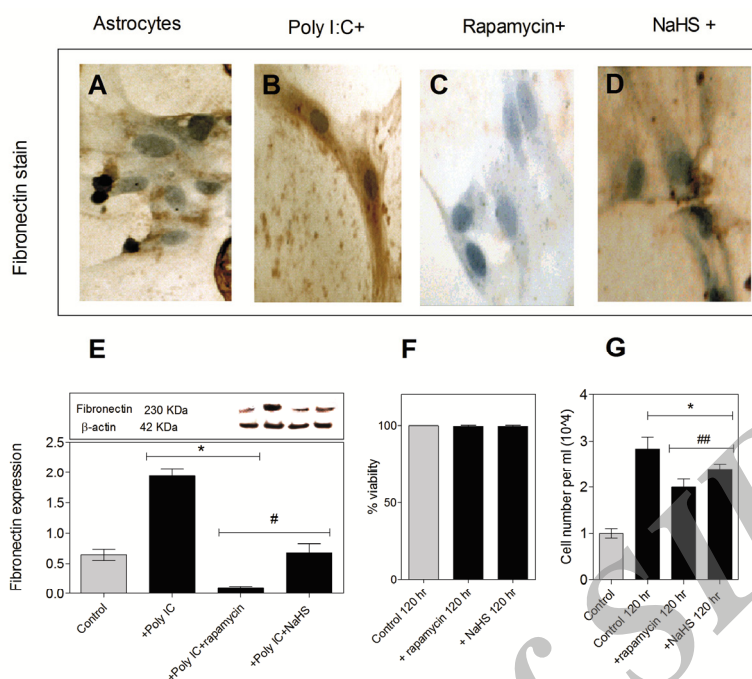 Astrocytes Poly I:C+ Rapamycin+ NaHS +
Fibronectin stain
A B C D
E F G
Fibronectin 230 KDa
β-actin 42 KDa
Fibronectin expression
2.5
2.0
1.5
1.0
0.5
0.0
*
#
Control
+Poly IC
+Poly IC+rapamycin
+Poly IC+NaHS
% viability
100
50
0
Control 120 hr
+ rapamycin 120 hr
+ NaHS 120 hr
Cell number per ml (10^4)
4
3
2
1
0
*
##
Control
Control 120 hr
+rapamycin 120 hr
+NaHS 120 hr